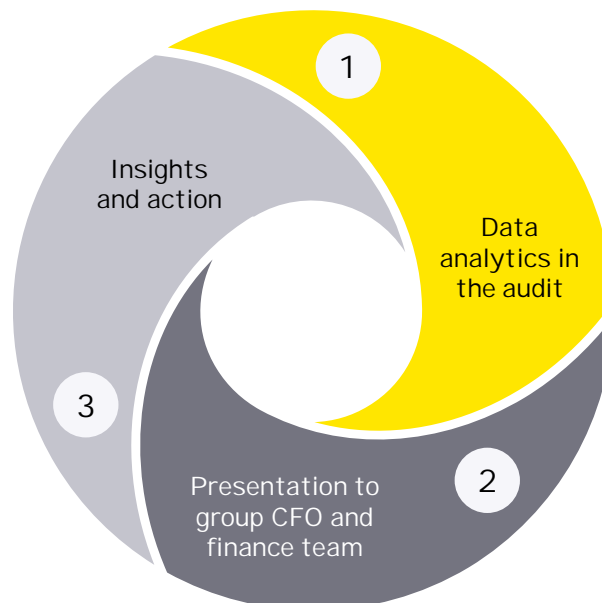 1
Data
analytics in
the audit
2
Presentation to
group CFO and
finance team
3
Insights
and action